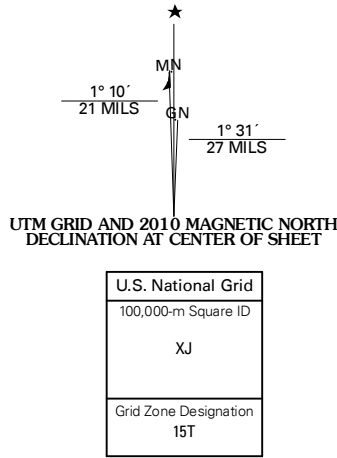 ★
MN
1° 10´
21 MILS
GN
1° 31´
27 MILS
UTM GRID AND 2010 MAGNETIC NORTH
DECLINATION AT CENTER OF SHEET
U.S. National Grid
100,000-m Square ID
XJ
Grid Zone Designation
15T